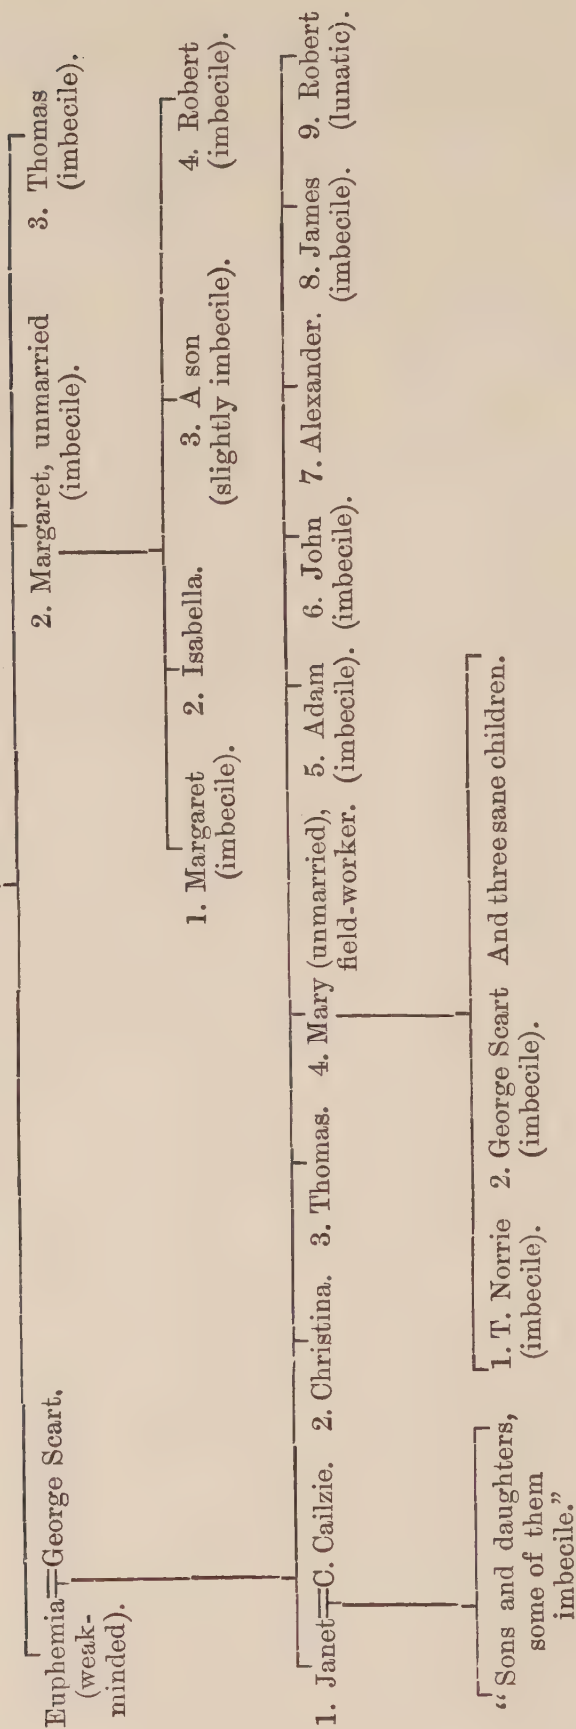 Euphemia=George Scart.
(weak-
minded).
2. Margaret, unmarried
(imbecile).
3. Thomas
(imbecile).
1. Margaret
(imbecile).
2. Isabella.
3. A son
(slightly imbecile).
4. Robert
(imbecile).
1. Janet=C. Cailzie.
2. Christina.
3. Thomas.
4. Mary (unmarried),
field-worker.
5. Adam
(imbecile).
6. John
(imbecile).
7. Alexander.
8. James
(imbecile).
9. Robert
(lunatic).
“Sons and daughters,
some of them
imbecile.”
1. T. Norrie
(imbecile).
2. George Scart
(imbecile).
And three sane children.